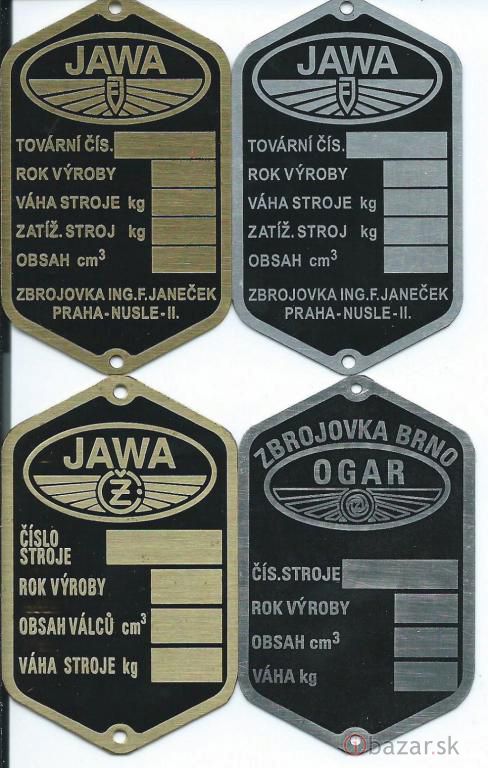 JAWA
FJ
TOVÁRNÍ ČÍS.
ROK VÝROBY
VÁHA STROJE kg
ZATÍŽ. STROJ kg
OBSAH cm³
ZBROJOVKA ING.F.JANEČEK
PRAHA-NUSLE-II.
JAWA
FJ
TOVÁRNÍ ČÍS.
ROK VÝROBY
VÁHA STROJE kg
ZATÍŽ. STROJ kg
OBSAH cm³
ZBROJOVKA ING.F.JANEČEK
PRAHA-NUSLE-II.
JAWA
ČZ
ČÍSLO
STROJE
ROK VÝROBY
OBSAH VÁLCŮ cm³
VÁHA STROJE kg
ZBROJOVKA BRNO
OGAR
ČÍS.STROJE
ROK VÝROBY
OBSAH cm³
VÁHA kg
bazar.sk